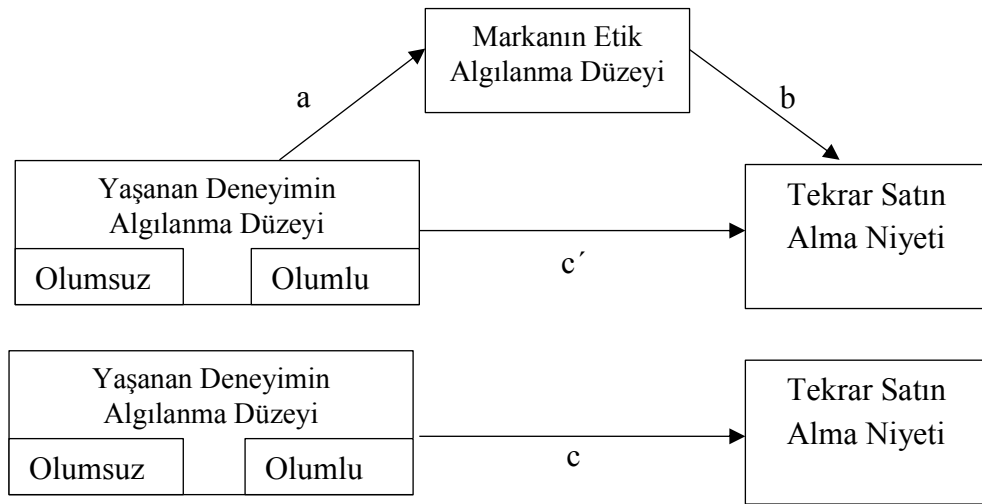 Markanın Etik
Algılanma Düzeyi
a
b
Yaşanan Deneyimin
Algılanma Düzeyi
Olumsuz
Olumlu
c´
Tekrar Satın
Alma Niyeti
Yaşanan Deneyimin
Algılanma Düzeyi
Olumsuz
Olumlu
c
Tekrar Satın
Alma Niyeti